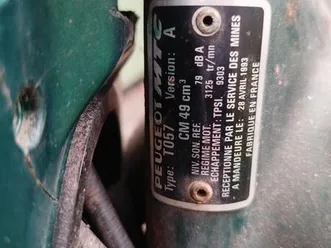 PEUGEOT MTC
Type: T057 Version: A
CM 49 cm³
NIV. SON. REF. 79 dB A
REGIME MOT. 3125 tr/mn
ECHAPPEMENT: TPSI. 9303
RECEPTIONNE PAR LE SERVICE DES MINES
A MANDEURE LE: 28 AVRIL 1993
FABRIQUE EN FRANCE